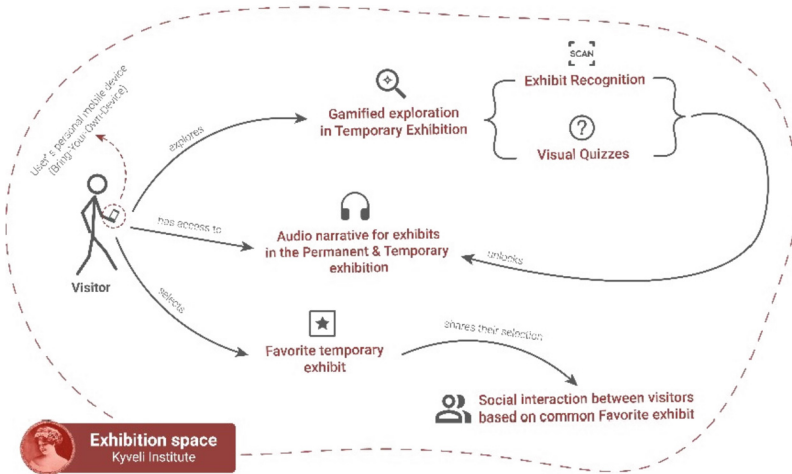 SCAN
Exhibit Recognition
User's personal mobile device
(Bring-Your-Own-Device)
explores
Gamified exploration
in Temporary Exhibition
Visual Quizzes
has access to
Audio narrative for exhibits
in the Permanent & Temporary
exhibition
unlocks
Visitor
selects
Favorite temporary
exhibit
shares their selection
Social interaction between visitors
based on common Favorite exhibit
Exhibition space
Kyveli Institute